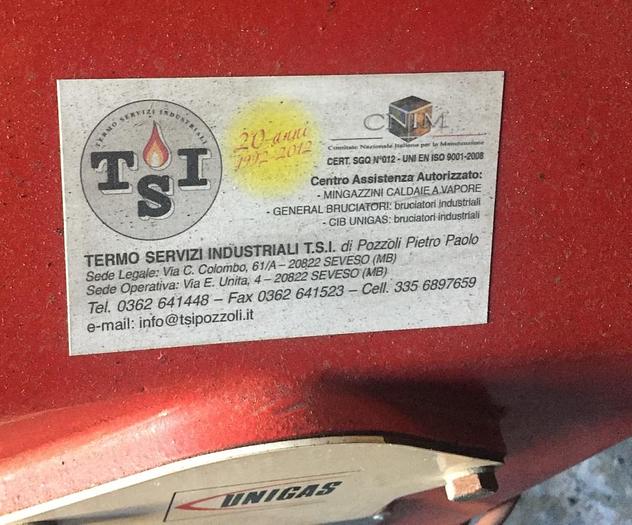 TERMO SERVIZI INDUSTRIALI
TSI
20 anni
1992-2012
CNIM
Comitato Nazionale Italiano per la Manutenzione
CERT. SGQ N°012 - UNI EN ISO 9001-2008
Centro Assistenza Autorizzato:
- MINGAZZINI CALDAIE A VAPORE
- GENERAL BRUCIATORI: bruciatori industriali
- CIB UNIGAS: bruciatori industriali
TERMO SERVIZI INDUSTRIALI T.S.I. di Pozzoli Pietro Paolo
Sede Legale: Via C. Colombo, 61/A – 20822 SEVESO (MB)
Sede Operativa: Via E. Unita, 4 – 20822 SEVESO (MB)
Tel. 0362 641448 – Fax 0362 641523 – Cell. 335 6897659
e-mail: info@tsipozzoli.it
UNIGAS